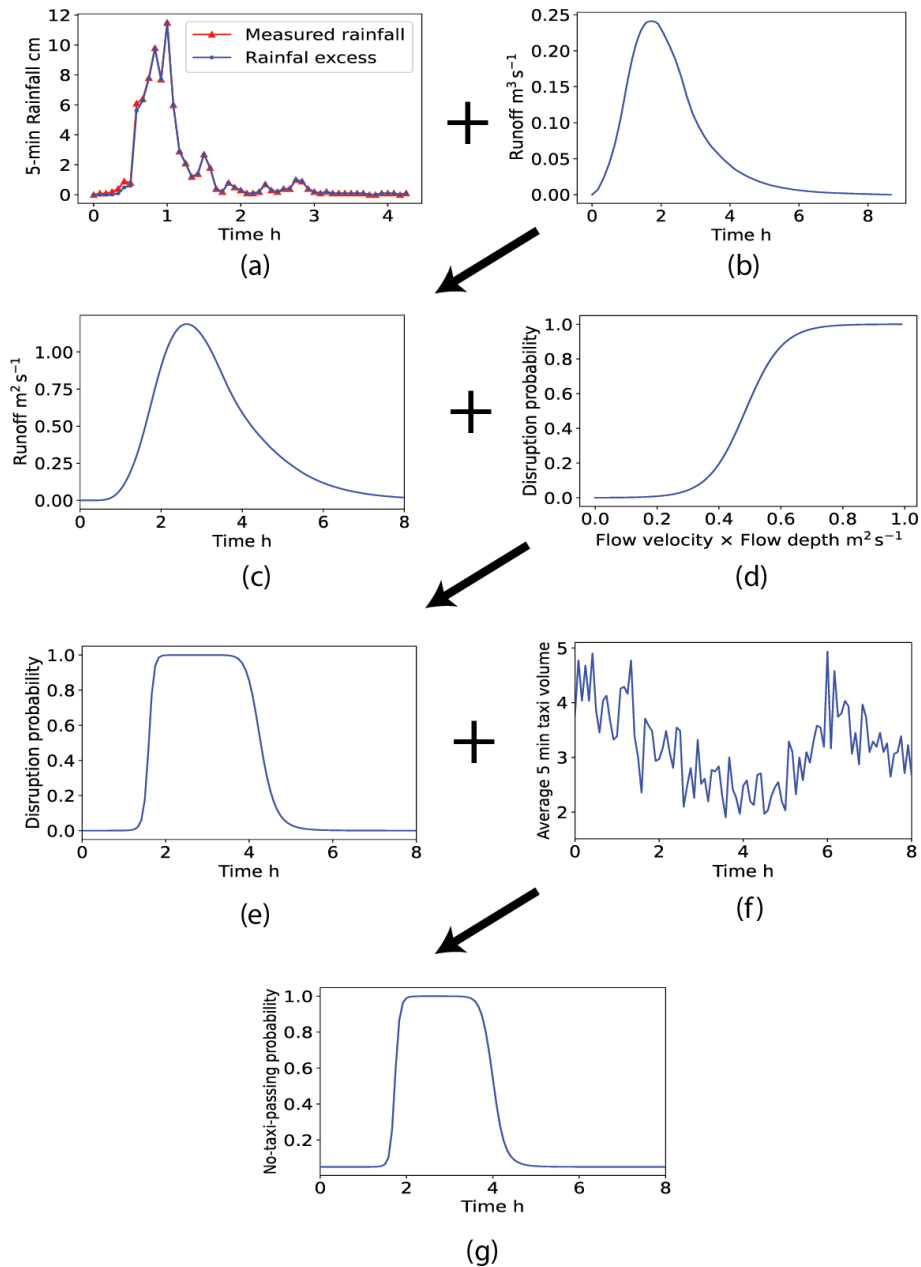 12
10
8
6
4
2
0
5-min Rainfall cm
Measured rainfall
Rainfal excess
0 1 2 3 4
Time h
(a)
+
0.25
0.20
0.15
0.10
0.05
0.00
Runoff m³ s⁻¹
0 2 4 6 8
Time h
(b)
1.00
0.75
0.50
0.25
0.00
Runoff m² s⁻¹
0 2 4 6 8
Time h
(c)
+
1.0
0.8
0.6
0.4
0.2
0.0
Disruption probability
0.0 0.2 0.4 0.6 0.8 1.0
Flow velocity × Flow depth m² s⁻¹
(d)
1.0
0.8
0.6
0.4
0.2
0.0
Disruption probability
0 2 4 6 8
Time h
(e)
+
5
4
3
2
1
Average 5 min taxi volume
0 2 4 6 8
Time h
(f)
1.0
0.8
0.6
0.4
0.2
No-taxi-passing probability
0 2 4 6 8
Time h
(g)